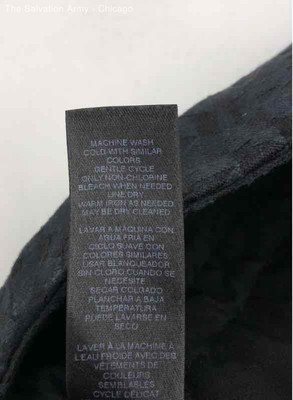 The Salvation Army - Chicago
MACHINE WASH
COLD WITH SIMILAR
COLORS
GENTLE CYCLE
ONLY NON-CHLORINE
BLEACH WHEN NEEDED
LINE DRY
WARM IRON AS NEEDED
MAY BE DRY CLEANED
LAVAR A MAQUINA CON
AGUA FRIA EN
CICLO SUAVE CON
COLORES SIMILARES
USAR BLANQUEADOR
SIN CLORO CUANDO SE
NECESITE
SECAR COLGADO
PLANCHAR A BAJA
TEMPERATURA
PUEDE LAVARSE EN
SECO
LAVER À LA MACHINE À
L'EAU FROIDE AVEC DES
VÊTEMENTS DE
COULEURS
SEMBLABLES
CYCLE DÉLICAT